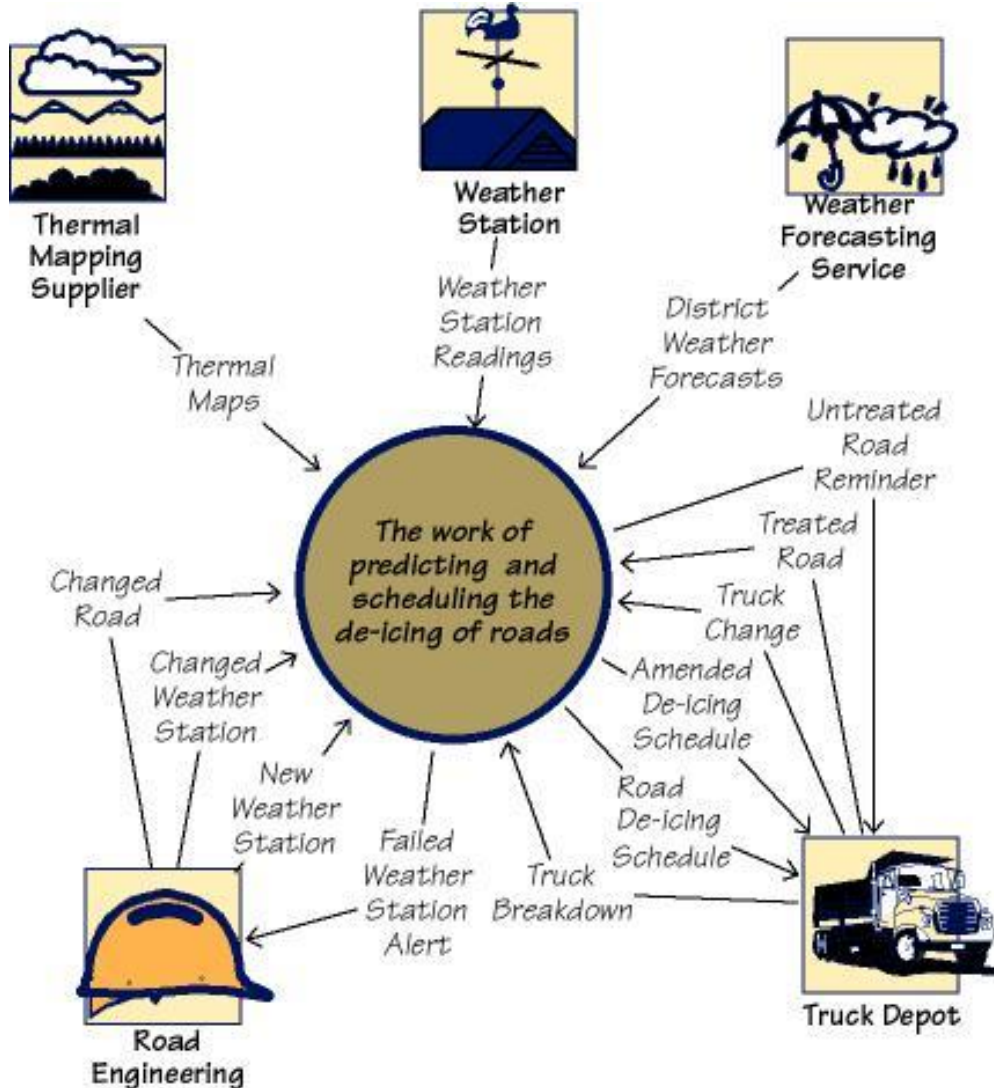 Thermal
Mapping
Supplier
Weather
Station
Weather
Forecasting
Service
Thermal
Maps
Weather
Station
Readings
District
Weather
Forecasts
Untreated
Road
Reminder
Treated
Road
Truck
Change
The work of
predicting and
scheduling the
de-icing of roads
Changed
Road
Changed
Weather
Station
New
Weather
Station
Failed
Weather
Station
Alert
Truck
Breakdown
Amended
De-icing
Schedule
Road
De-icing
Schedule
Road
Engineering
Truck Depot